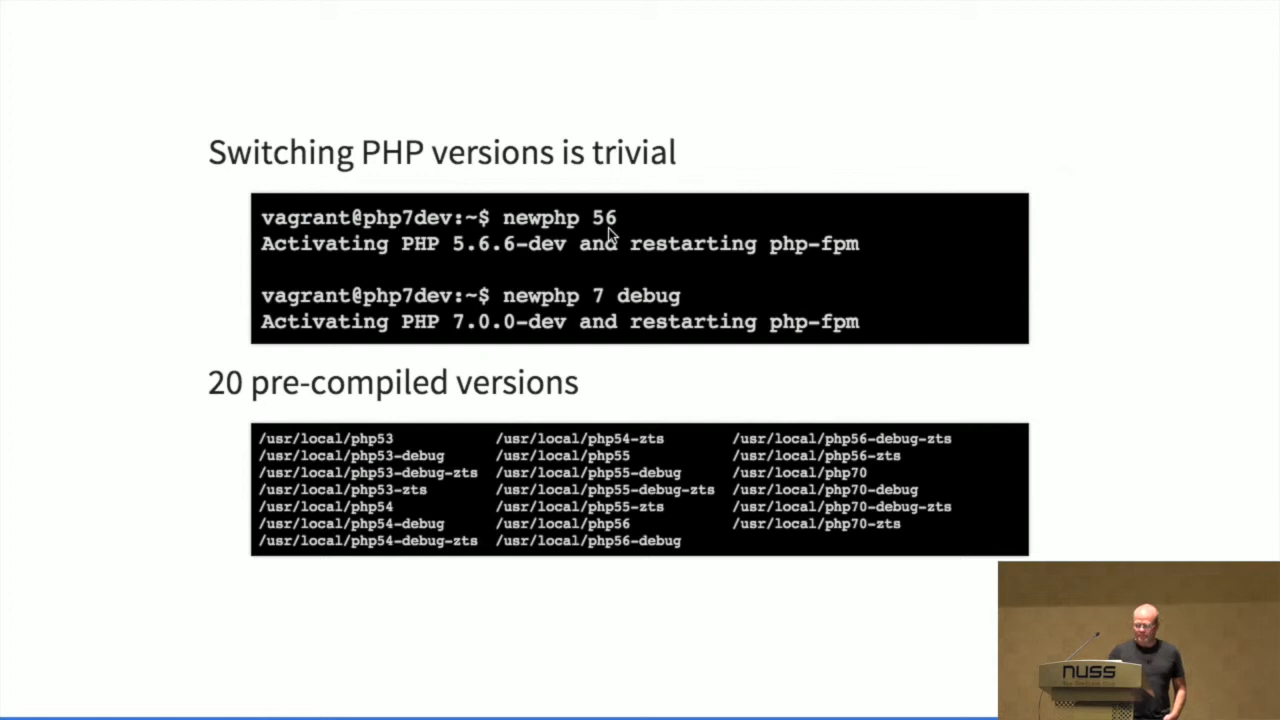 Switching PHP versions is trivial
vagrant@php7dev:~$ newphp 56
Activating PHP 5.6.6-dev and restarting php-fpm
vagrant@php7dev:~$ newphp 7 debug
Activating PHP 7.0.0-dev and restarting php-fpm
20 pre-compiled versions
/usr/local/php53 /usr/local/php54-zts /usr/local/php56-debug-zts
/usr/local/php53-debug /usr/local/php55 /usr/local/php56-zts
/usr/local/php53-debug-zts /usr/local/php55-debug /usr/local/php70
/usr/local/php53-zts /usr/local/php55-debug-zts /usr/local/php70-debug
/usr/local/php54 /usr/local/php55-zts /usr/local/php70-debug-zts
/usr/local/php54-debug /usr/local/php56 /usr/local/php70-zts
/usr/local/php54-debug-zts /usr/local/php56-debug
nuss